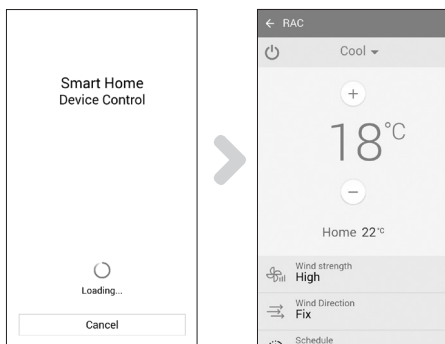 Smart Home
Device Control
Loading...
Cancel
← RAC
Cool
+
18°C
−
Home 22°C
Wind strength
High
Wind Direction
Fix
Schedule